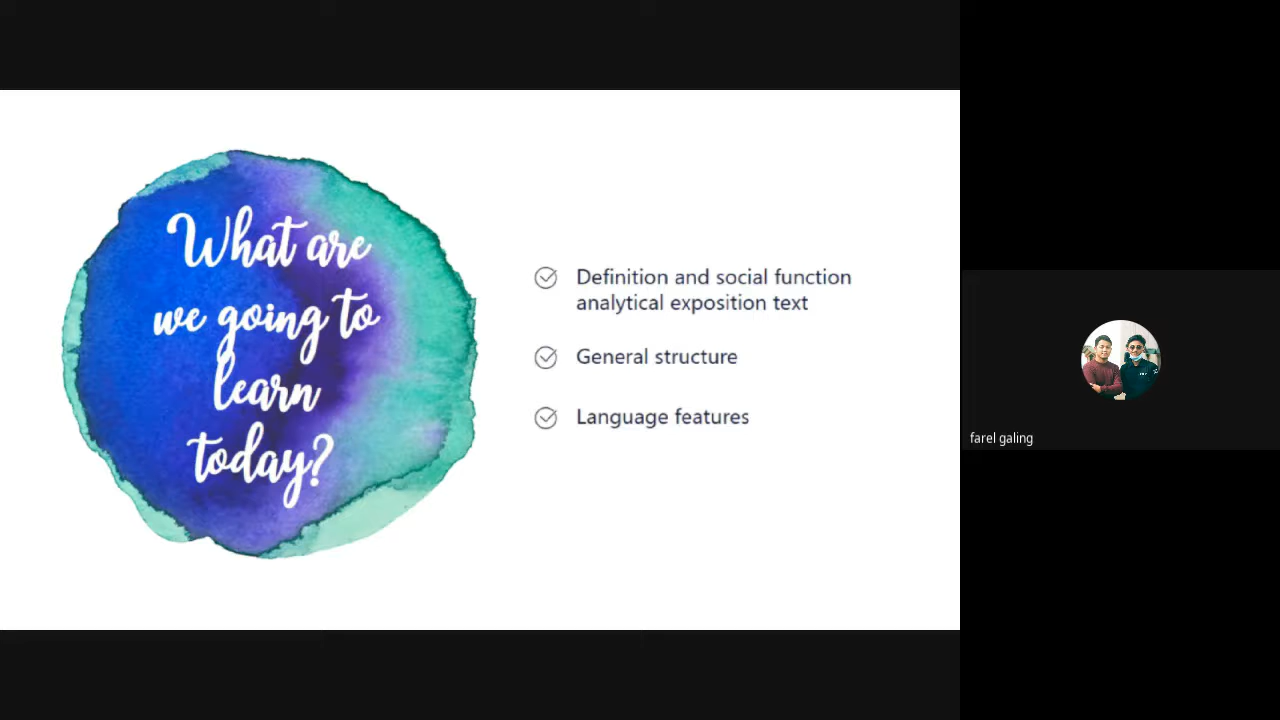 What are
we going to
learn
today?
Definition and social function
analytical exposition text
General structure
Language features
farel galing